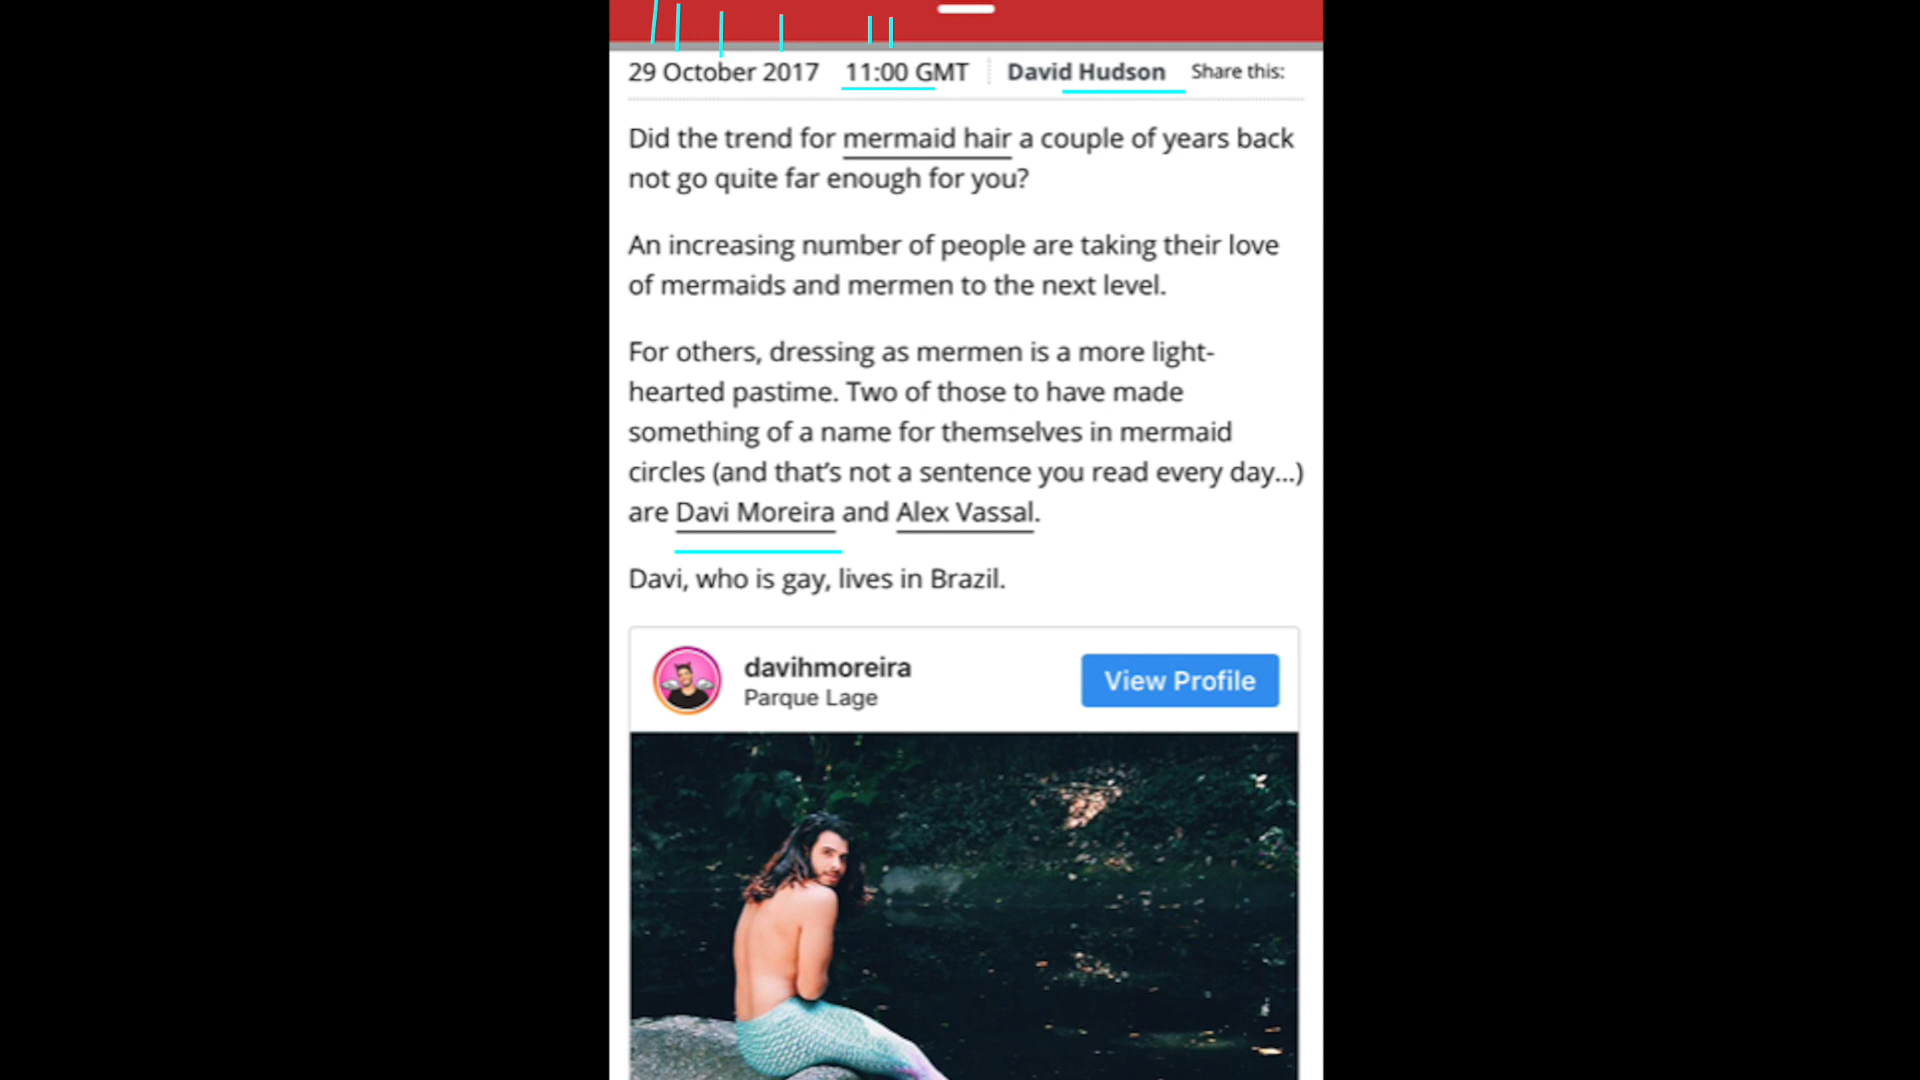 29 October 2017 11:00 GMT David Hudson Share this:
Did the trend for mermaid hair a couple of years back
not go quite far enough for you?
An increasing number of people are taking their love
of mermaids and mermen to the next level.
For others, dressing as mermen is a more light-
hearted pastime. Two of those to have made
something of a name for themselves in mermaid
circles (and that’s not a sentence you read every day...)
are Davi Moreira and Alex Vassal.
Davi, who is gay, lives in Brazil.
davihmoreira
Parque Lage
View Profile